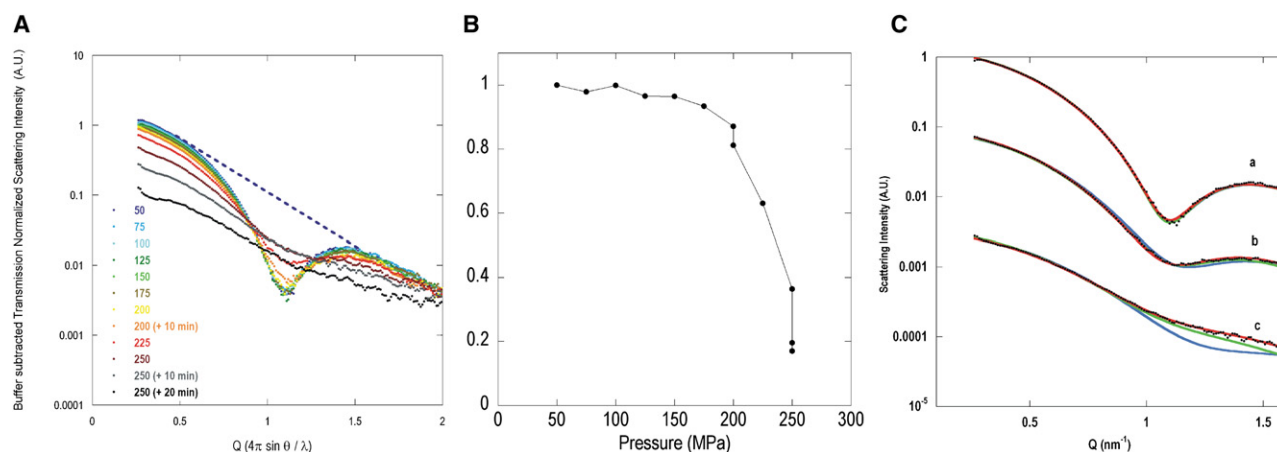 A
Buffer subtracted Transmission Normalized Scattering Intensity (A.U.)
10
1
0.1
0.01
0.001
0.0001
50
75
100
125
150
175
200
200 (+ 10 min)
225
250
250 (+ 10 min)
250 (+ 20 min)
0
0.5
1
1.5
2
Q (4π sin θ / λ)
B
1
0.8
0.6
0.4
0.2
0
0 50 100 150 200 250 300
Pressure (MPa)
C
Scattering Intensity (A.U.)
1
0.1
0.01
0.001
0.0001
10⁻⁵
a
b
c
0.5
1
1.5
Q (nm⁻¹)